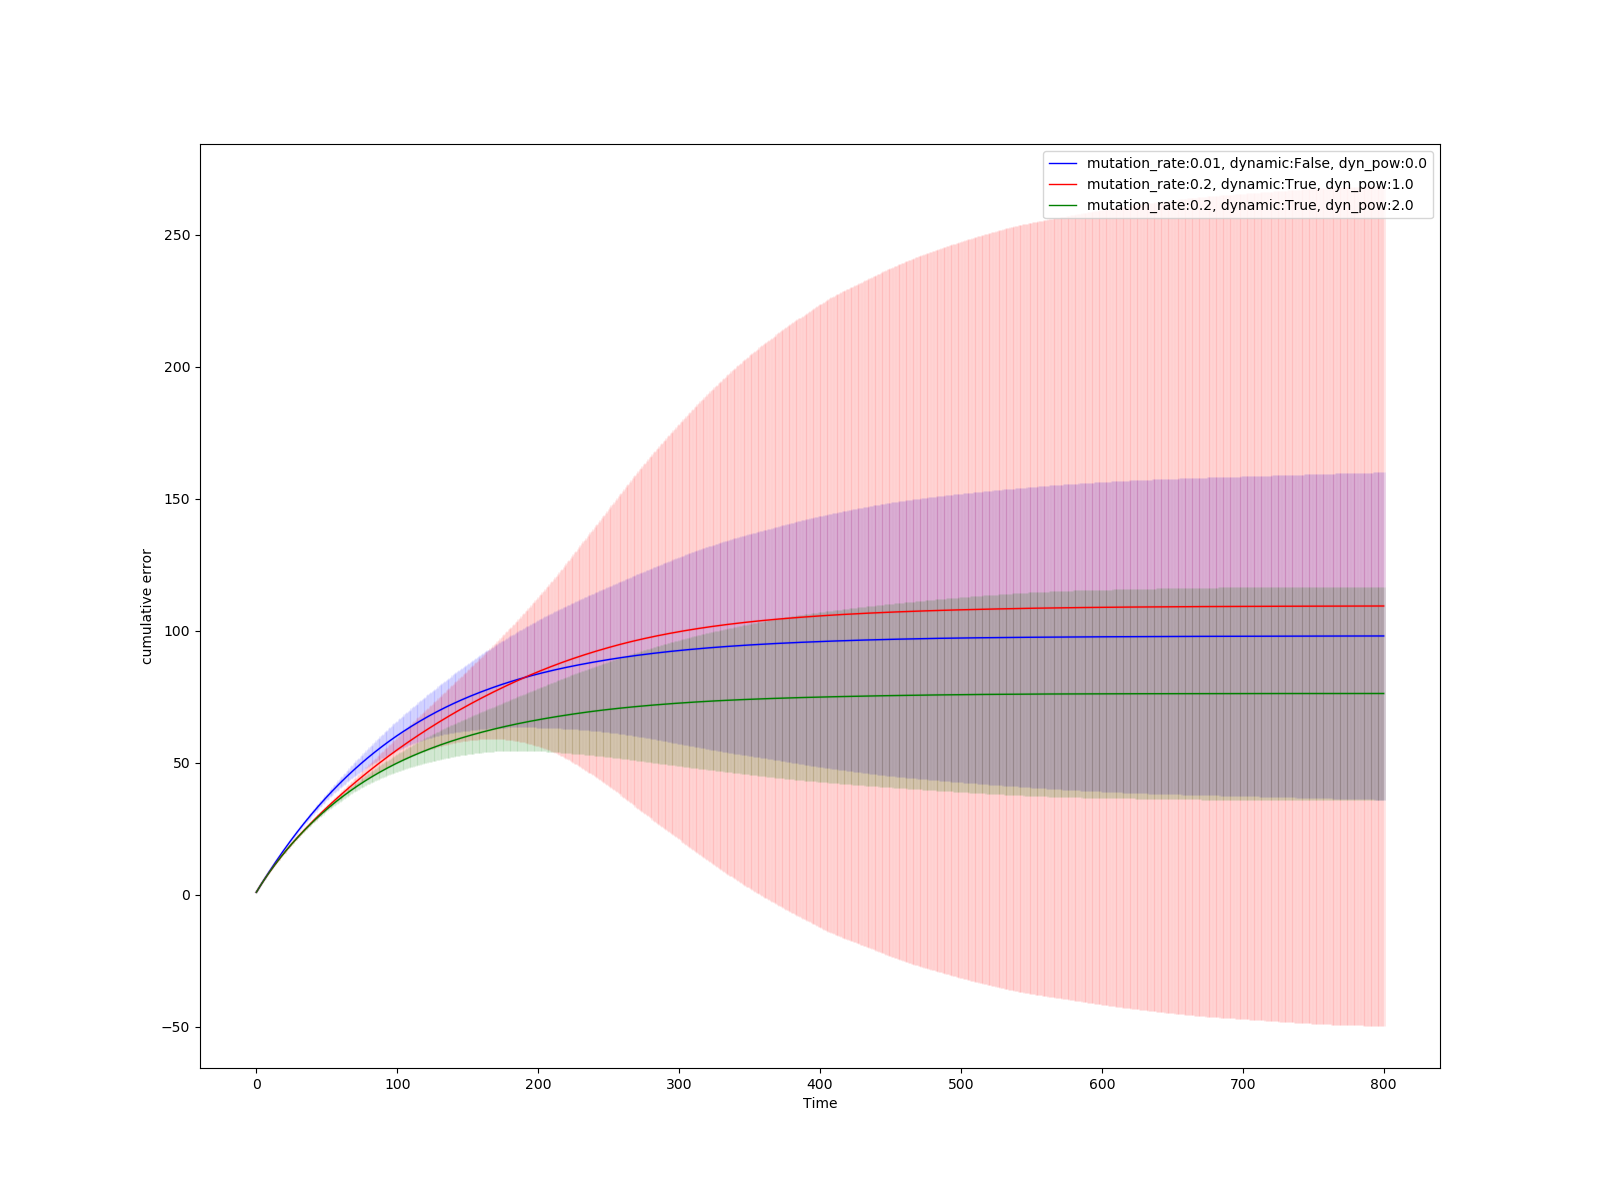 mutation_rate:0.01, dynamic:False, dyn_pow:0.0
mutation_rate:0.2, dynamic:True, dyn_pow:1.0
mutation_rate:0.2, dynamic:True, dyn_pow:2.0
250
200
150
100
50
0
−50
cumulative error
0 100 200 300 400 500 600 700 800
Time